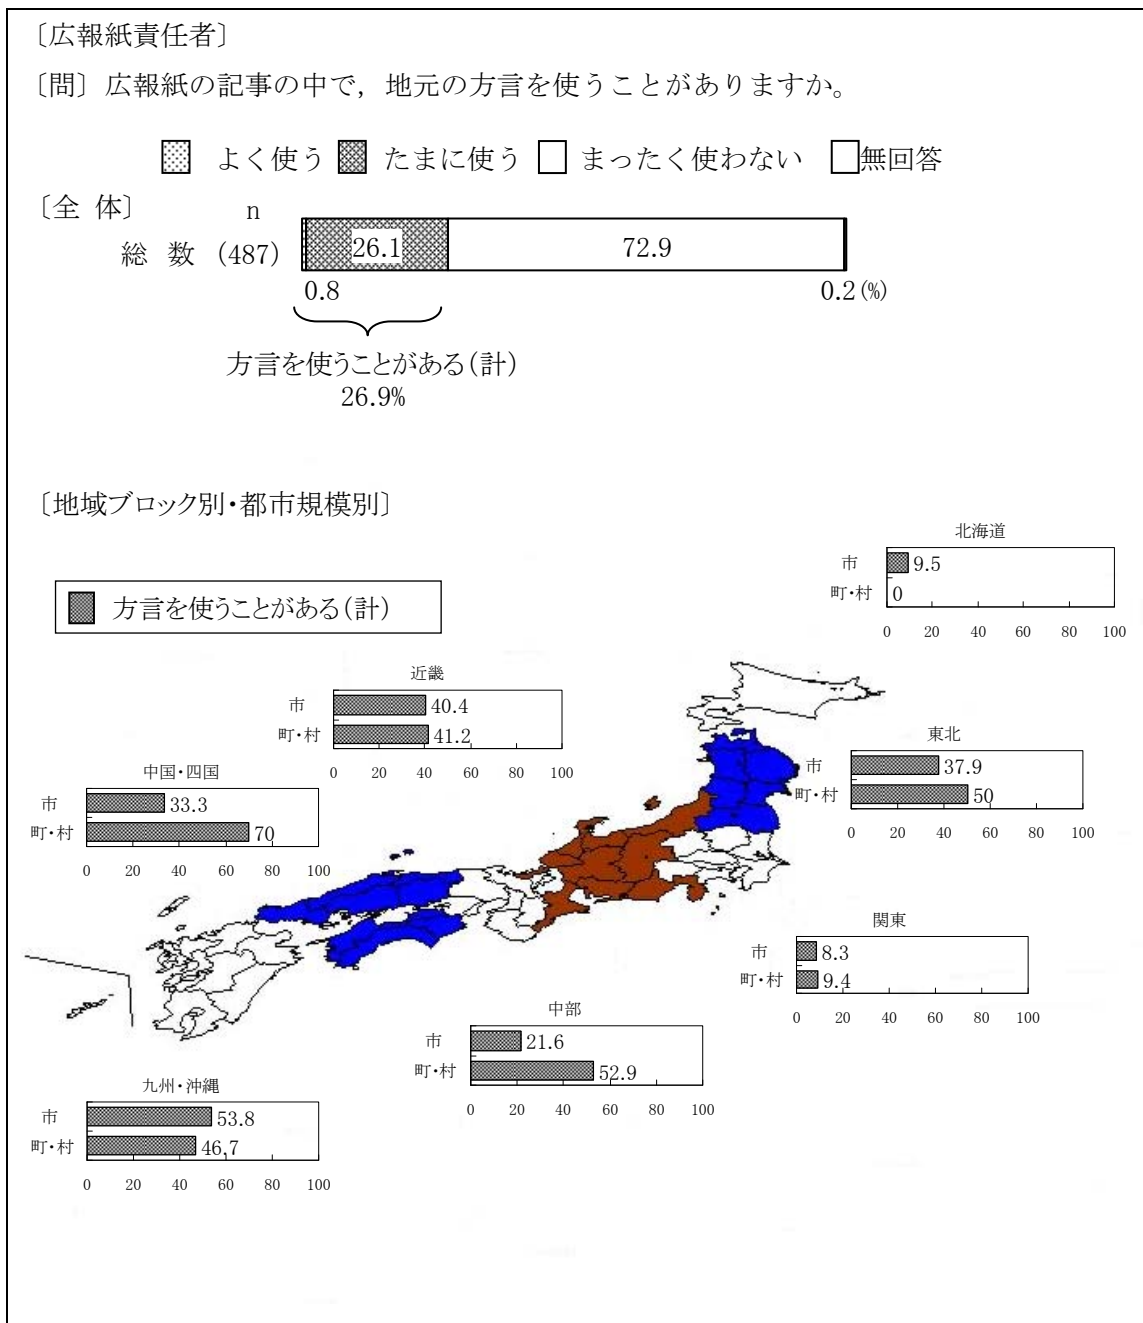 〔広報紙責任者〕
〔問〕広報紙の記事の中で，地元の方言を使うことがありますか。
よく使う たまに使う まったく使わない 無回答
〔全 体〕 n
総 数 (487) 26.1 72.9
0.8 0.2(%)
方言を使うことがある(計)
26.9%
〔地域ブロック別・都市規模別〕
方言を使うことがある(計)
北海道
市 9.5
町・村 0
0 20 40 60 80 100
近畿
市 40.4
町・村 41.2
0 20 40 60 80 100
東北
市 37.9
町・村 50
0 20 40 60 80 100
中国・四国
市 33.3
町・村 70
0 20 40 60 80 100
関東
市 8.3
町・村 9.4
0 20 40 60 80 100
中部
市 21.6
町・村 52.9
0 20 40 60 80 100
九州・沖縄
市 53.8
町・村 46.7
0 20 40 60 80 100